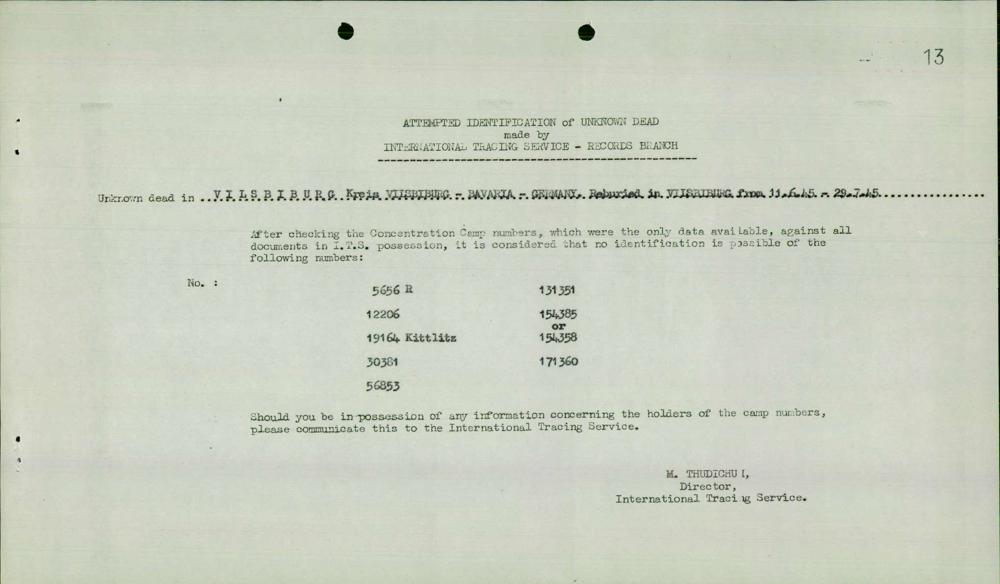 13
ATTEMPTED IDENTIFICATION of UNKNOWN DEAD
made by
INTERNATIONAL TRACING SERVICE - RECORDS BRANCH
Unknown dead in .. V I L S B I B U R G Kreis VILSBIBURG - BAVARIA - GERMANY. Reburied in VILSBIBURG from 11.6.45 - 29.7.45
After checking the Concentration Camp numbers, which were the only data available, against all
documents in I.T.S. possession, it is considered that no identification is possible of the
following numbers:
No. :
5656 R 131351
12206 154385
or
19164 Kittlitz 154358
30381 171360
56853
Should you be in possession of any information concerning the holders of the camp numbers,
please communicate this to the International Tracing Service.
M. THUDICHUM,
Director,
International Tracing Service.